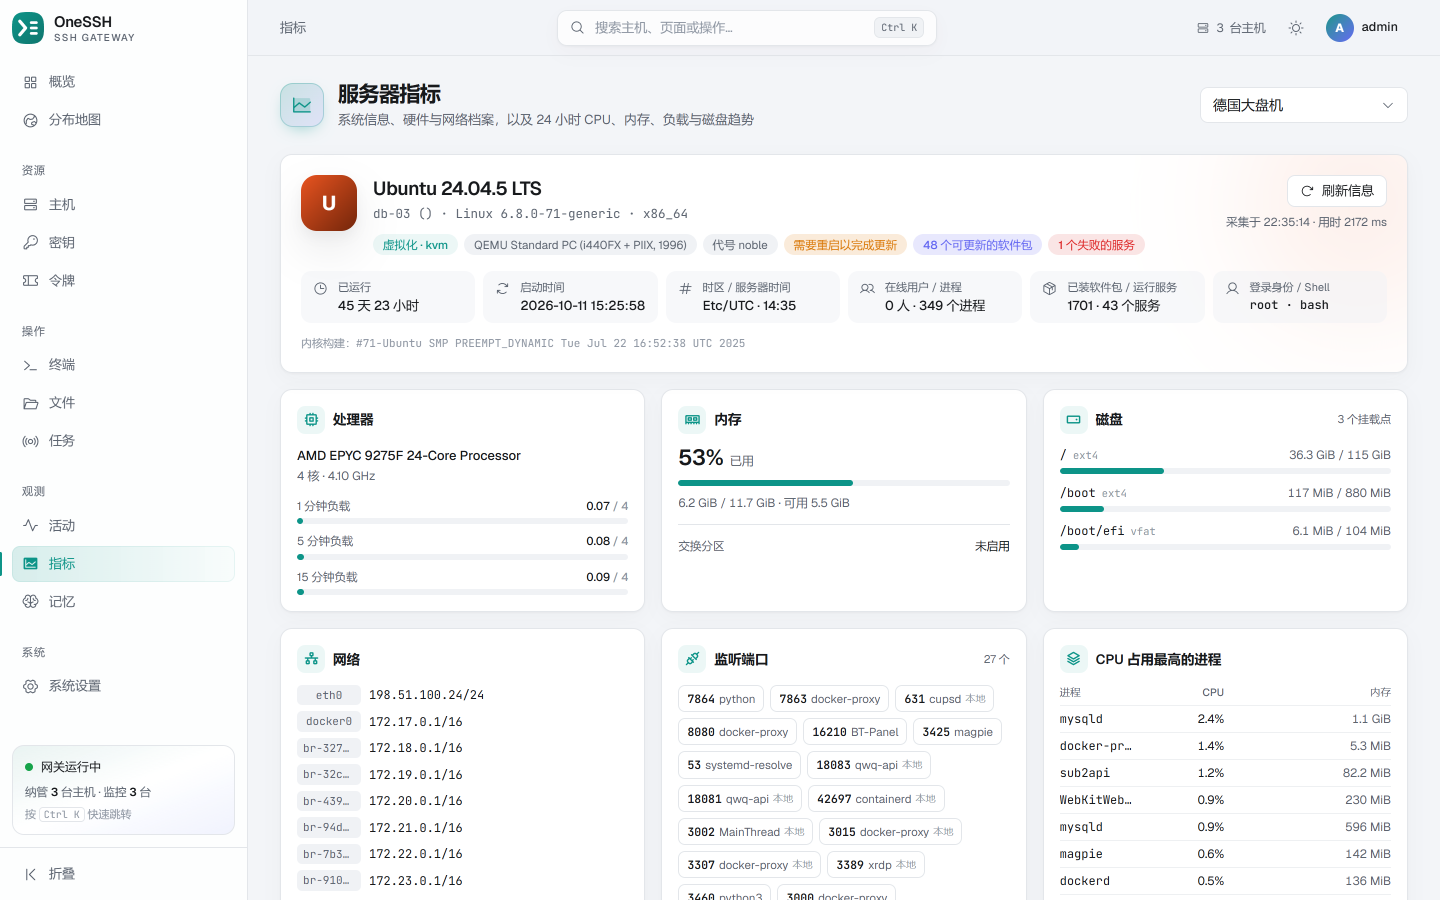 OneSSH
SSH GATEWAY
概览
分布地图
资源
主机
密钥
令牌
操作
终端
文件
任务
观测
活动
指标
记忆
系统
系统设置
网关运行中
纳管 3 台主机 · 监控 3 台
按 Ctrl K 快速跳转
折叠
指标
搜索主机、页面或操作...
Ctrl K
3 台主机
A
admin
服务器指标
系统信息、硬件与网络档案，以及 24 小时 CPU、内存、负载与磁盘趋势
德国大盘机
U
Ubuntu 24.04.5 LTS
db-03 () · Linux 6.8.0-71-generic · x86_64
虚拟化 · kvm
QEMU Standard PC (i440FX + PIIX, 1996)
代号 noble
需要重启以完成更新
48 个可更新的软件包
1 个失败的服务
刷新信息
采集于 22:35:14 · 用时 2172 ms
已运行
45 天 23 小时
启动时间
2026-10-11 15:25:58
时区 / 服务器时间
Etc/UTC · 14:35
在线用户 / 进程
0 人 · 349 个进程
已装软件包 / 运行服务
1701 · 43 个服务
登录身份 / Shell
root · bash
内核构建：#71-Ubuntu SMP PREEMPT_DYNAMIC Tue Jul 22 16:52:38 UTC 2025
处理器
AMD EPYC 9275F 24-Core Processor
4 核 · 4.10 GHz
1 分钟负载 0.07 / 4
5 分钟负载 0.08 / 4
15 分钟负载 0.09 / 4
内存
53% 已用
6.2 GiB / 11.7 GiB · 可用 5.5 GiB
交换分区 未启用
磁盘 3 个挂载点
/ ext4 36.3 GiB / 115 GiB
/boot ext4 117 MiB / 880 MiB
/boot/efi vfat 6.1 MiB / 104 MiB
网络
eth0 198.51.100.24/24
docker0 172.17.0.1/16
br-327… 172.18.0.1/16
br-32c… 172.19.0.1/16
br-439… 172.20.0.1/16
br-94d… 172.21.0.1/16
br-7b3… 172.22.0.1/16
br-910… 172.23.0.1/16
监听端口 27 个
7864 python 7863 docker-proxy 631 cupsd 本地
8080 docker-proxy 16210 BT-Panel 3425 magpie
53 systemd-resolve 18083 qwq-api 本地
18081 qwq-api 本地 42697 containerd 本地
3002 MainThread 本地 3015 docker-proxy 本地
3307 docker-proxy 本地 3389 xrdp 本地
3460 python3 3000 docker-proxy
CPU 占用最高的进程
进程 CPU 内存
mysqld 2.4% 1.1 GiB
docker-pr… 1.4% 5.3 MiB
sub2api 1.2% 82.2 MiB
WebKitWeb… 0.9% 230 MiB
mysqld 0.9% 596 MiB
magpie 0.6% 142 MiB
dockerd 0.5% 136 MiB